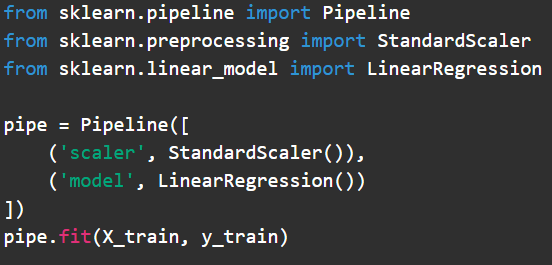 from sklearn.pipeline import Pipeline
from sklearn.preprocessing import StandardScaler
from sklearn.linear_model import LinearRegression

pipe = Pipeline([
    ('scaler', StandardScaler()),
    ('model', LinearRegression())
])
pipe.fit(X_train, y_train)